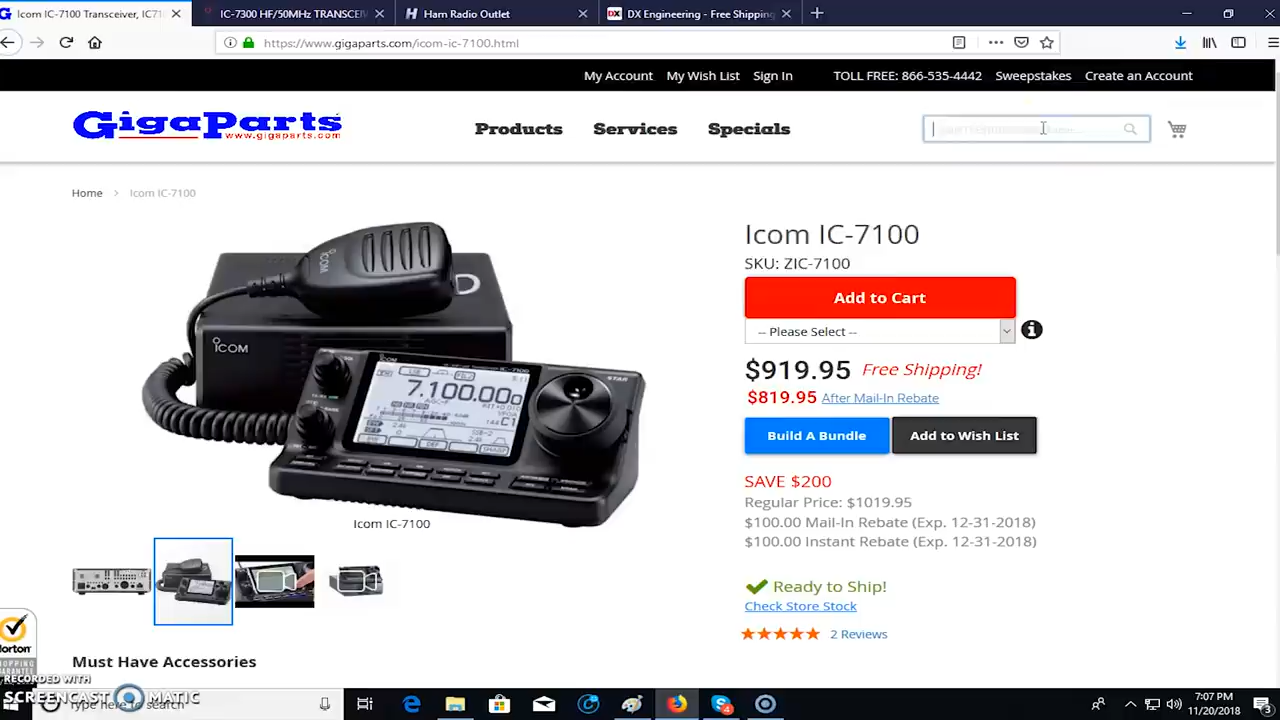 Icom IC-7100 Transceiver, IC71
IC-7300 HF/50MHz TRANSCEIV
Ham Radio Outlet
DX Engineering - Free Shipping
https://www.gigaparts.com/icom-ic-7100.html
My Account My Wish List Sign In TOLL FREE: 866-535-4442 Sweepstakes Create an Account
GigaParts
www.gigaparts.com
Products Services Specials
Home > Icom IC-7100
Icom IC-7100
SKU: ZIC-7100
Add to Cart
-- Please Select --
$919.95 Free Shipping!
$819.95 After Mail-In Rebate
Build A Bundle Add to Wish List
SAVE $200
Regular Price: $1019.95
$100.00 Mail-In Rebate (Exp. 12-31-2018)
$100.00 Instant Rebate (Exp. 12-31-2018)
ICOM
ICOM
7.100.00
Icom IC-7100
Ready to Ship!
Check Store Stock
2 Reviews
Norton
SHOPPING
GUARANTEE
Must Have Accessories
RECORDED WITH
SCREENCAST MATIC
Type here to search
7:07 PM
11/20/2018